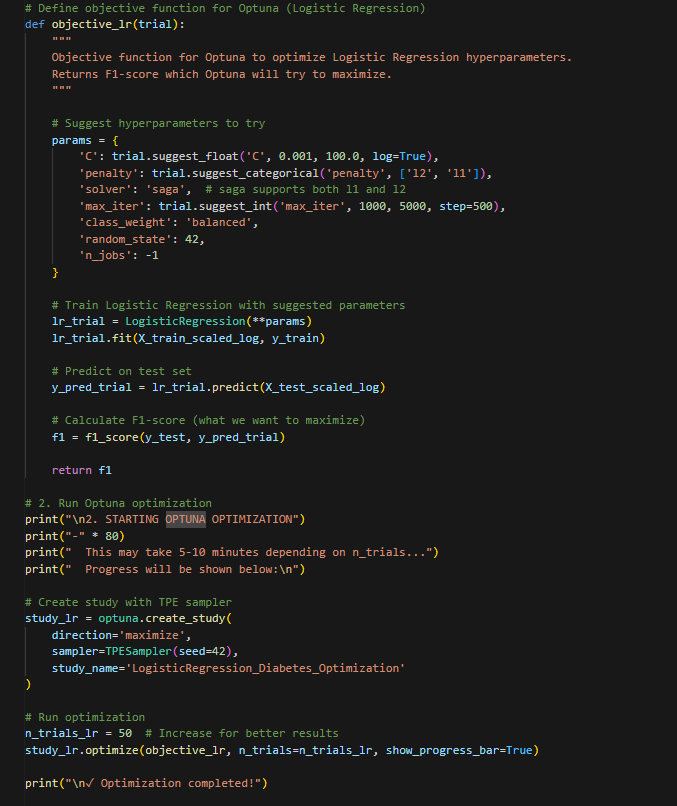 # Define objective function for Optuna (Logistic Regression)
def objective_lr(trial):
    """
    Objective function for Optuna to optimize Logistic Regression hyperparameters.
    Returns F1-score which Optuna will try to maximize.
    """

    # Suggest hyperparameters to try
    params = {
        'C': trial.suggest_float('C', 0.001, 100.0, log=True),
        'penalty': trial.suggest_categorical('penalty', ['l2', 'l1']),
        'solver': 'saga',  # saga supports both l1 and l2
        'max_iter': trial.suggest_int('max_iter', 1000, 5000, step=500),
        'class_weight': 'balanced',
        'random_state': 42,
        'n_jobs': -1
    }

    # Train Logistic Regression with suggested parameters
    lr_trial = LogisticRegression(**params)
    lr_trial.fit(X_train_scaled_log, y_train)

    # Predict on test set
    y_pred_trial = lr_trial.predict(X_test_scaled_log)

    # Calculate F1-score (what we want to maximize)
    f1 = f1_score(y_test, y_pred_trial)

    return f1

# 2. Run Optuna optimization
print("\n2. STARTING OPTUNA OPTIMIZATION")
print("-" * 80)
print("  This may take 5-10 minutes depending on n_trials...")
print("  Progress will be shown below:\n")

# Create study with TPE sampler
study_lr = optuna.create_study(
    direction='maximize',
    sampler=TPESampler(seed=42),
    study_name='LogisticRegression_Diabetes_Optimization'
)

# Run optimization
n_trials_lr = 50  # Increase for better results
study_lr.optimize(objective_lr, n_trials=n_trials_lr, show_progress_bar=True)

print("\n✓ Optimization completed!")